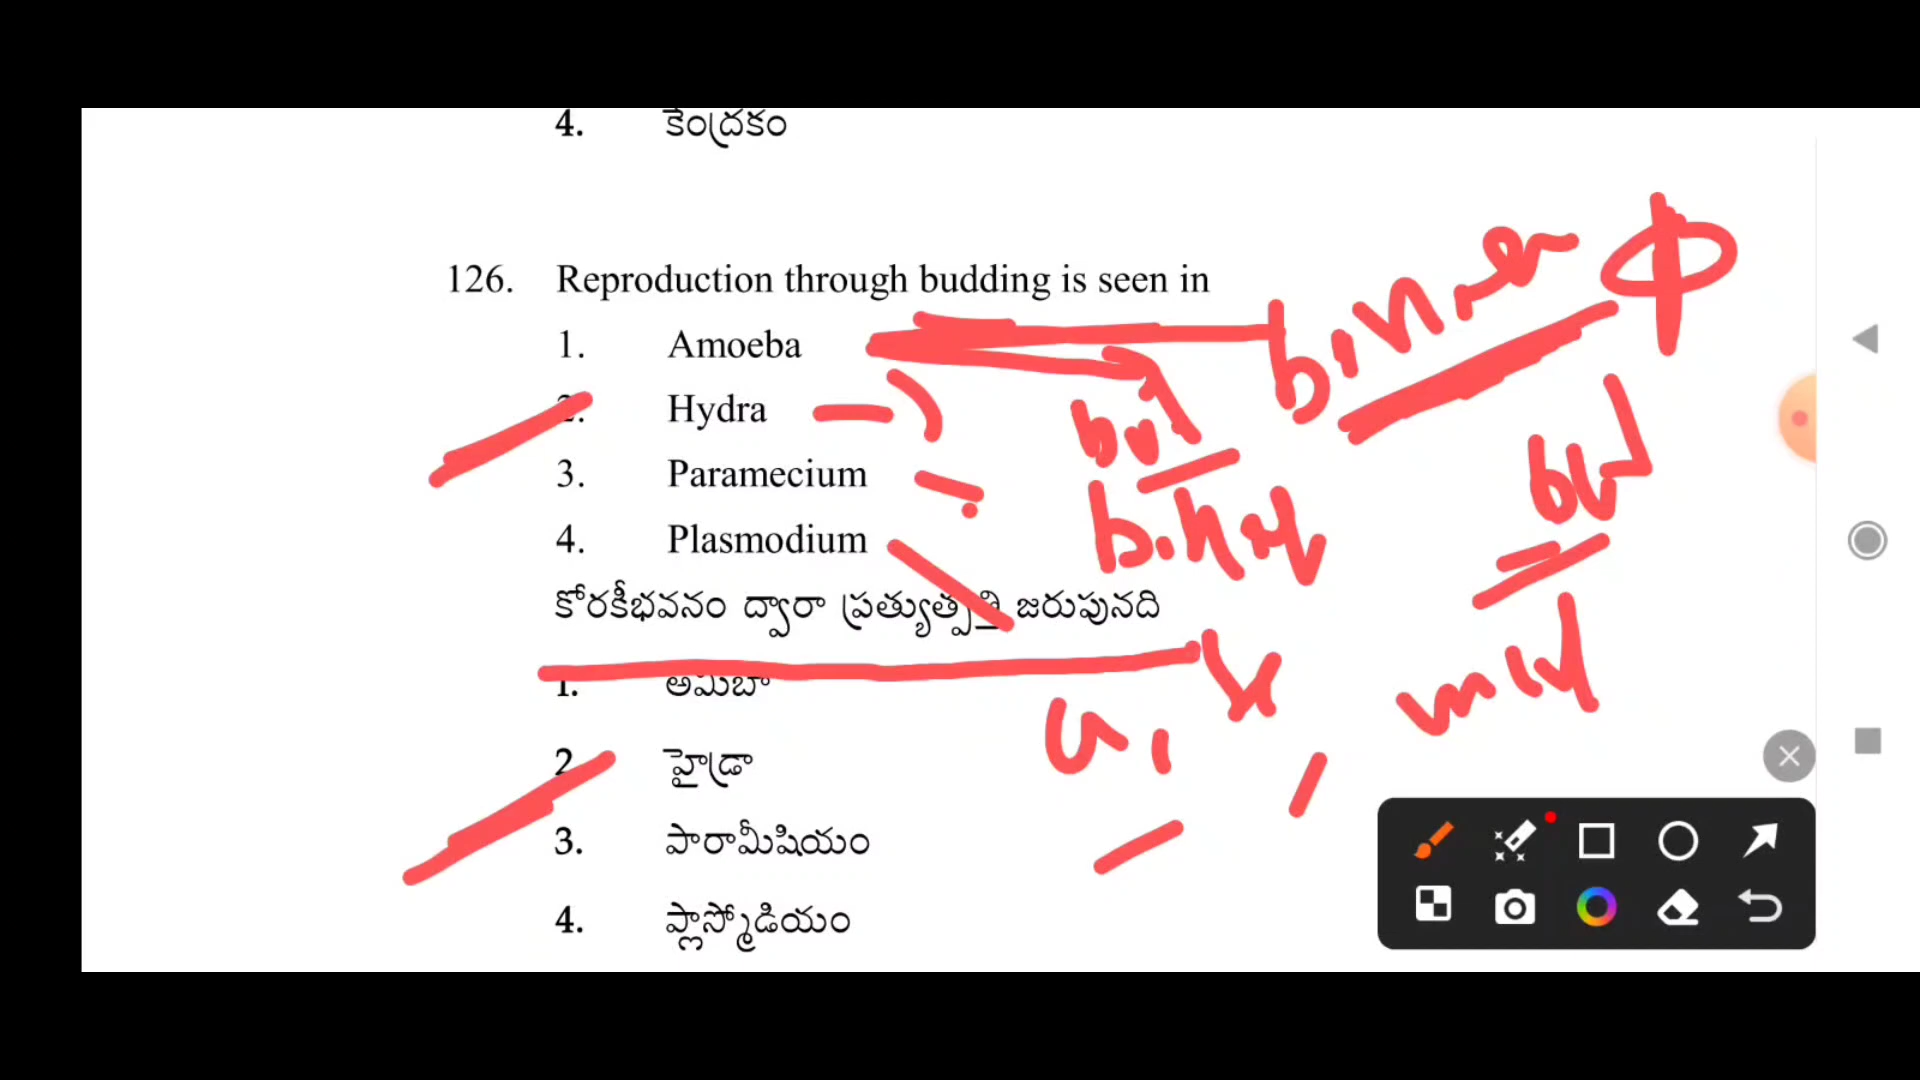 4. కేంద్రకం
126. Reproduction through budding is seen in
1. Amoeba
2. Hydra
3. Paramecium
4. Plasmodium
కోరకీభవనం ద్వారా ప్రత్యుత్పత్తి జరుపునది
1. అమీబా
2. హైడ్రా
3. పారామీషియం
4. ప్లాస్మోడియం